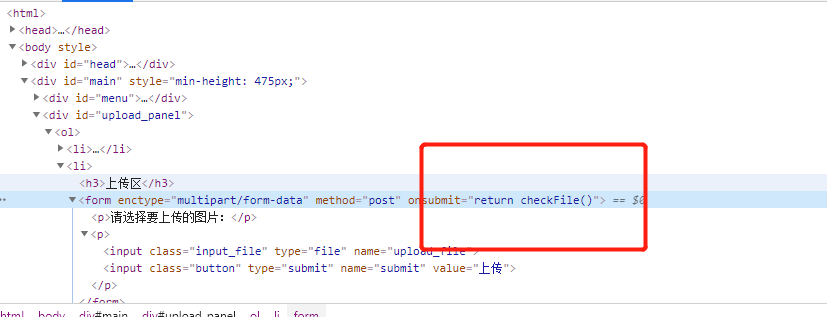 <html>
<head>…</head>
<body style>
<div id="head">…</div>
<div id="main" style="min-height: 475px;">
<div id="menu">…</div>
<div id="upload_panel">
<ol>
<li>…</li>
<li>
<h3>上传区</h3>
<form enctype="multipart/form-data" method="post" onsubmit="return checkFile()"> == $0
<p>请选择要上传的图片：</p>
<p>
<input class="input_file" type="file" name="upload_file">
<input class="button" type="submit" name="submit" value="上传">
</p>
</form>
html body div#main div#upload_panel ol li form